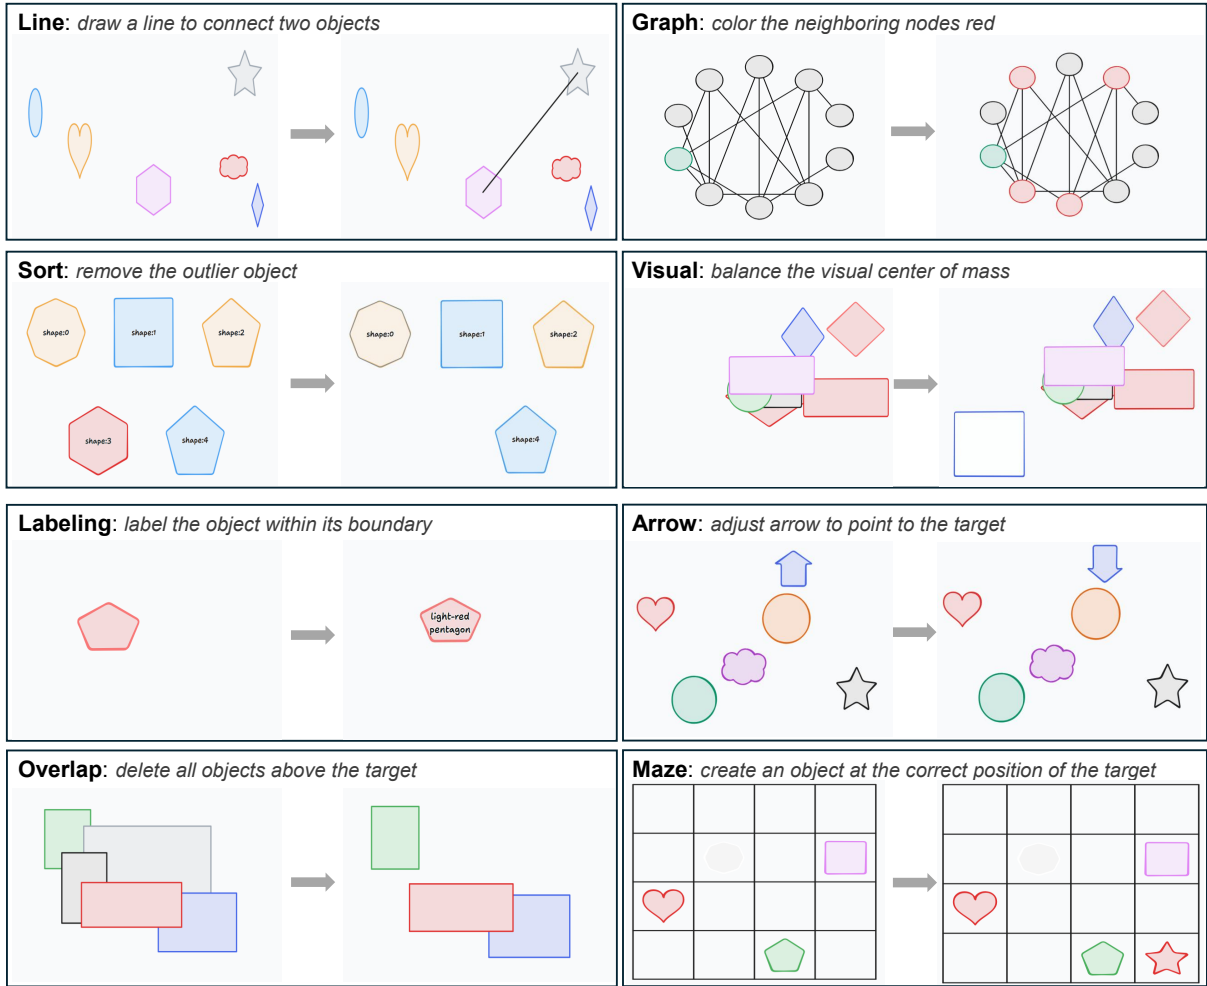 Line: draw a line to connect two objects
Graph: color the neighboring nodes red
Sort: remove the outlier object
shape:0
shape:1
shape:2
shape:3
shape:4
shape:0
shape:1
shape:2
shape:4
Visual: balance the visual center of mass
Labeling: label the object within its boundary
light-red
pentagon
Arrow: adjust arrow to point to the target
Overlap: delete all objects above the target
Maze: create an object at the correct position of the target